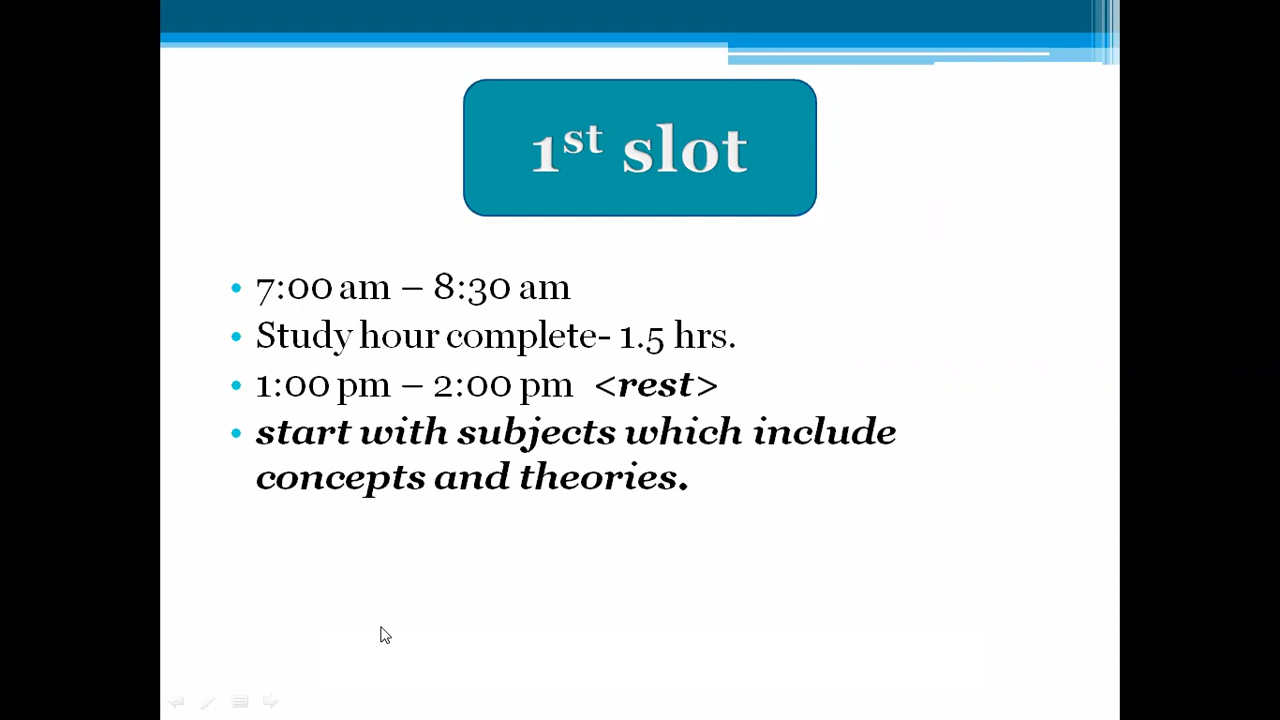 1st slot
• 7:00 am – 8:30 am
• Study hour complete- 1.5 hrs.
• 1:00 pm – 2:00 pm <rest>
• start with subjects which include
concepts and theories.